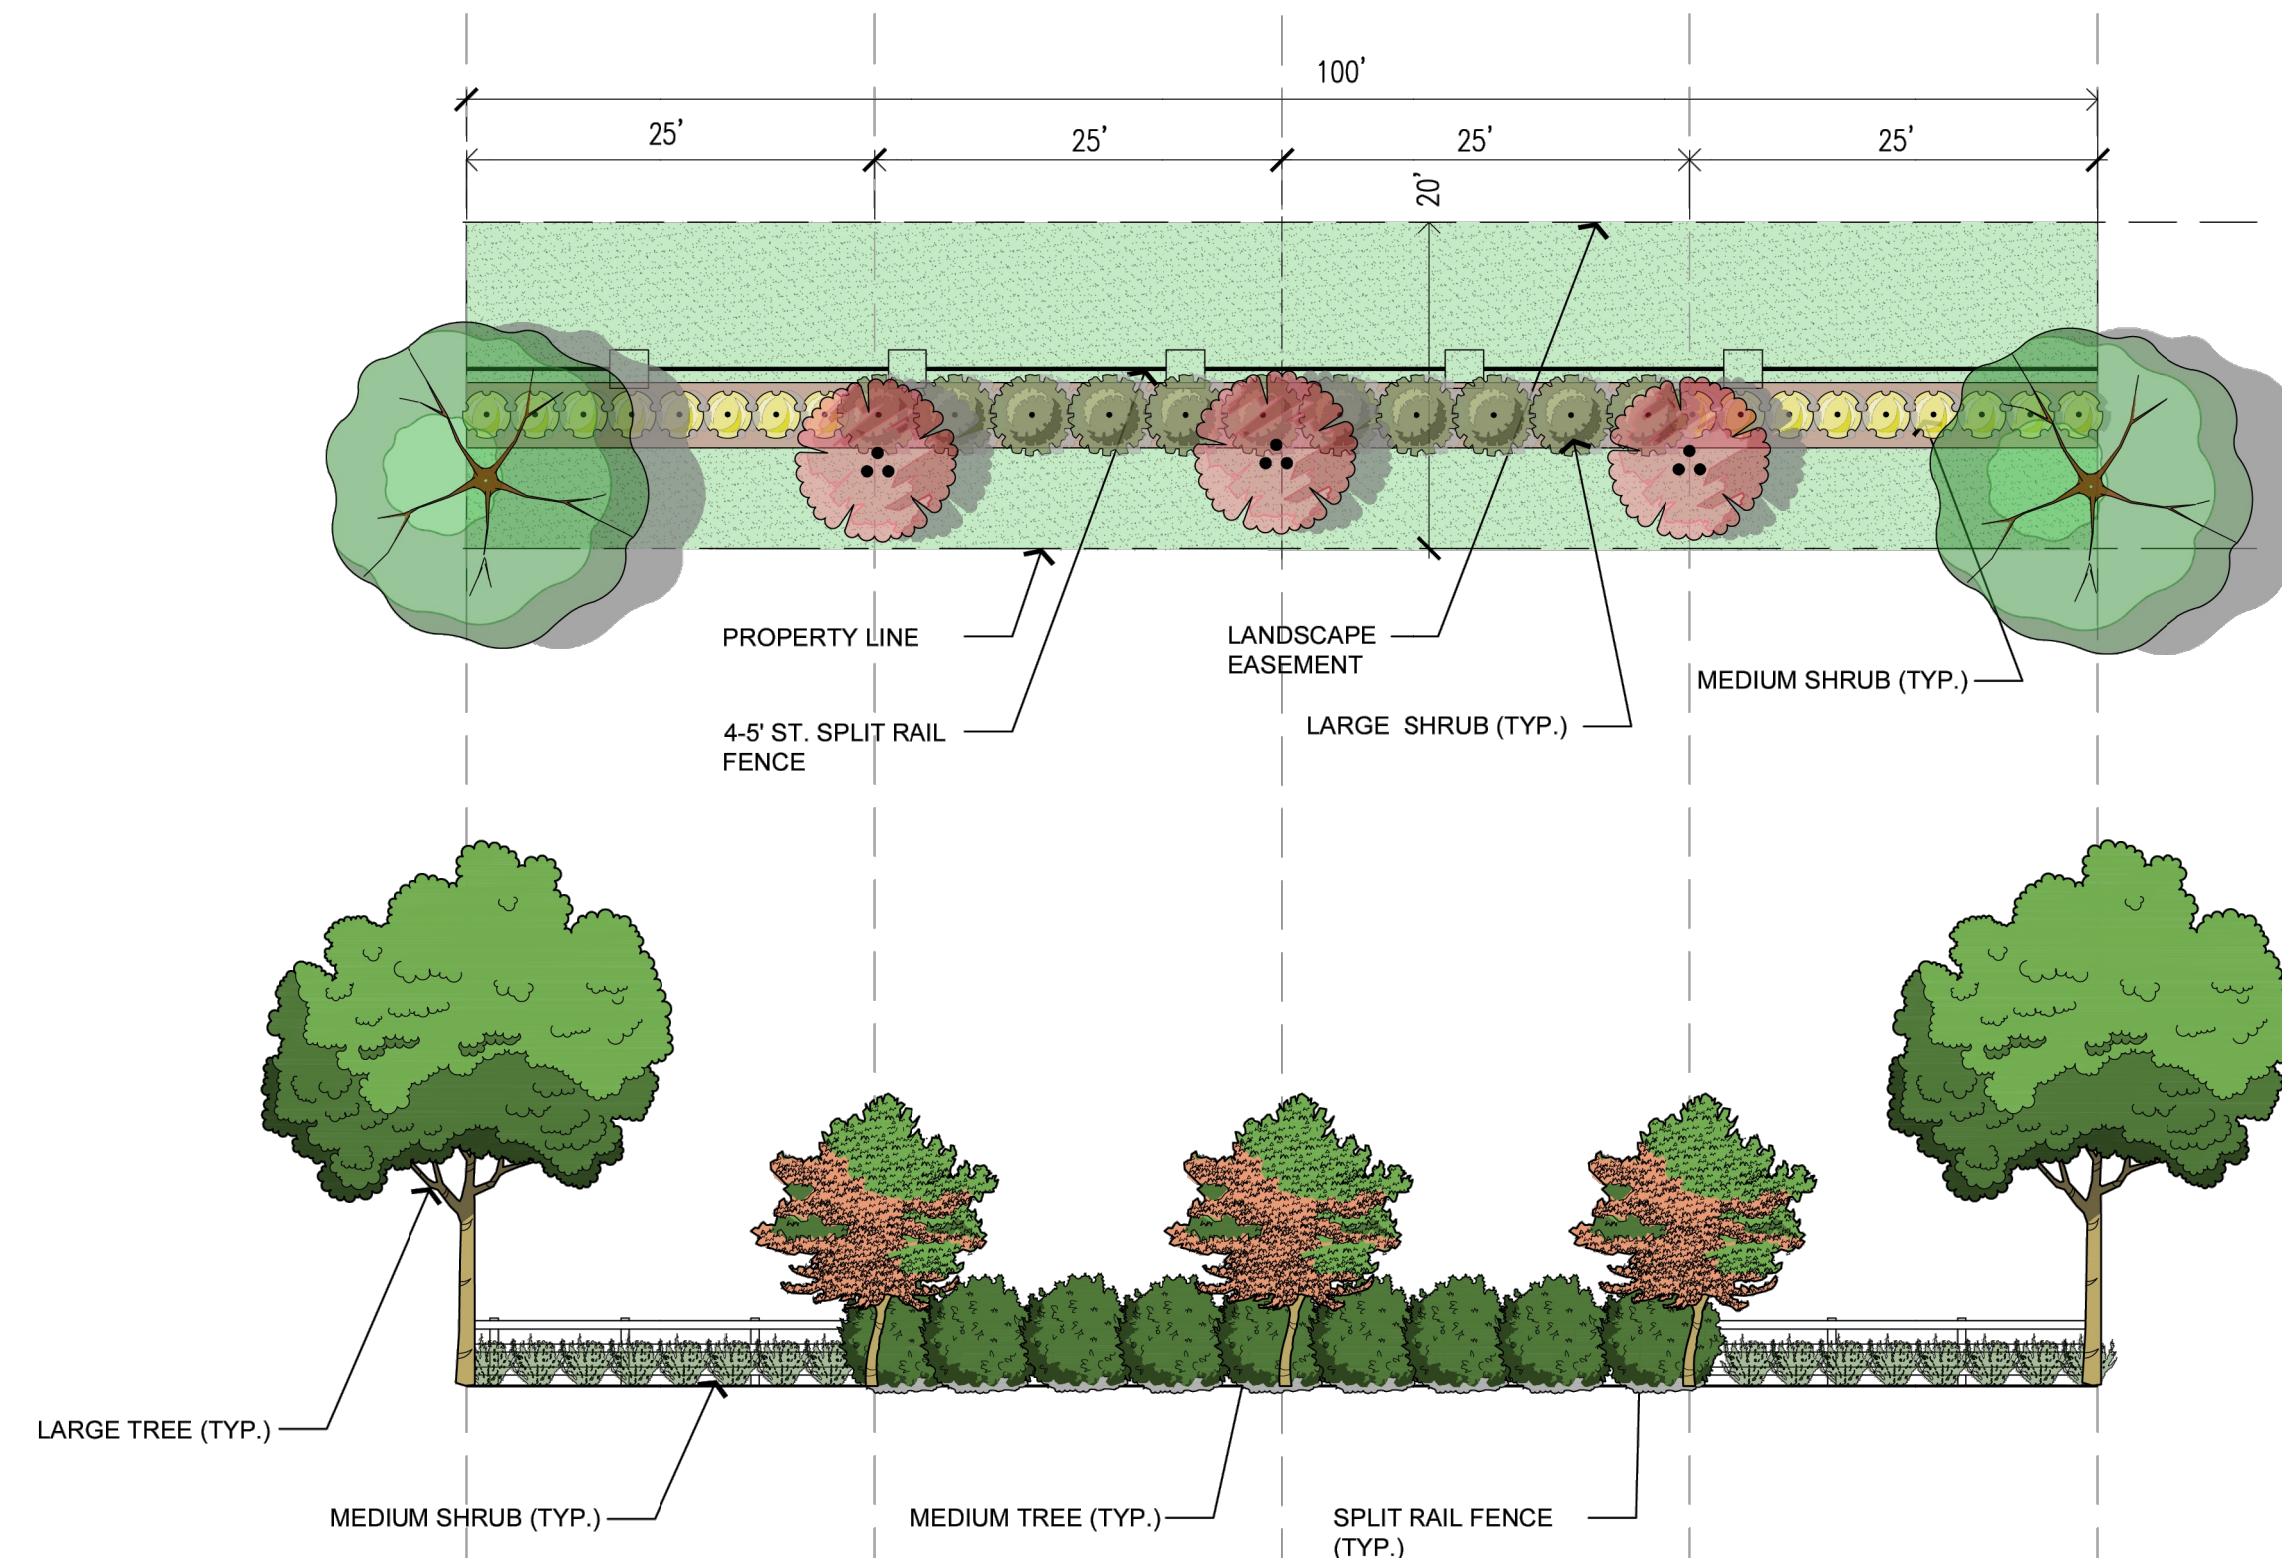 100'
25'
25'
25'
25'
20'
PROPERTY LINE
LANDSCAPE
EASEMENT
MEDIUM SHRUB (TYP.)
4-5' ST. SPLIT RAIL
FENCE
LARGE SHRUB (TYP.)
LARGE TREE (TYP.)
MEDIUM SHRUB (TYP.)
MEDIUM TREE (TYP.)
SPLIT RAIL FENCE
(TYP.)